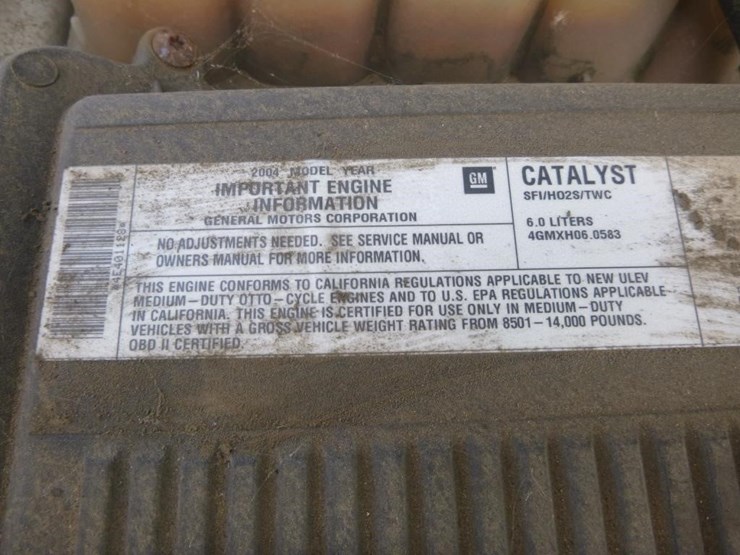 2004 MODEL YEAR
IMPORTANT ENGINE
INFORMATION
GENERAL MOTORS CORPORATION
GM
CATALYST
SFI/HO2S/TWC
6.0 LITERS
4GMXH06.0583
NO ADJUSTMENTS NEEDED. SEE SERVICE MANUAL OR
OWNERS MANUAL FOR MORE INFORMATION.
THIS ENGINE CONFORMS TO CALIFORNIA REGULATIONS APPLICABLE TO NEW ULEV
MEDIUM-DUTY OTTO-CYCLE ENGINES AND TO U.S. EPA REGULATIONS APPLICABLE
IN CALIFORNIA. THIS ENGINE IS CERTIFIED FOR USE ONLY IN MEDIUM-DUTY
VEHICLES WITH A GROSS VEHICLE WEIGHT RATING FROM 8501-14,000 POUNDS.
OBD II CERTIFIED.